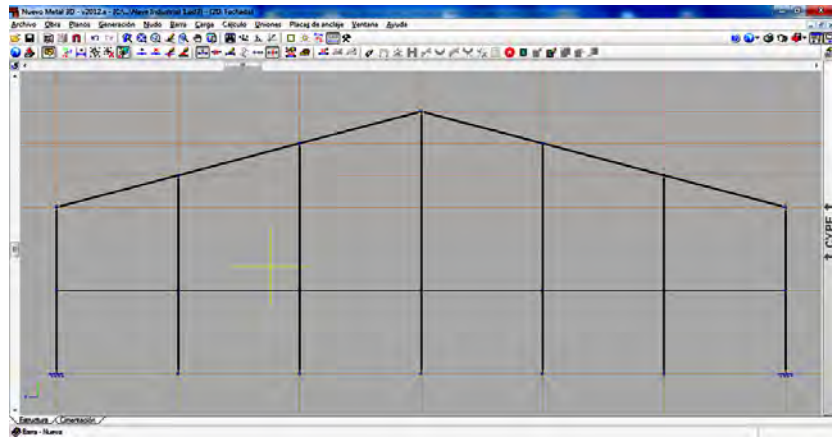 Nuevo Metal 3D - v2012.a - [C:\...\Nave Industrial 1.ed3] - [2D: Fachada]
Archivo Obra Planos Generación Nudo Barra Carga Cálculo Uniones Placas de anclaje Ventana Ayuda
CYPE
Estructura Cimentación
Barra - Nueva